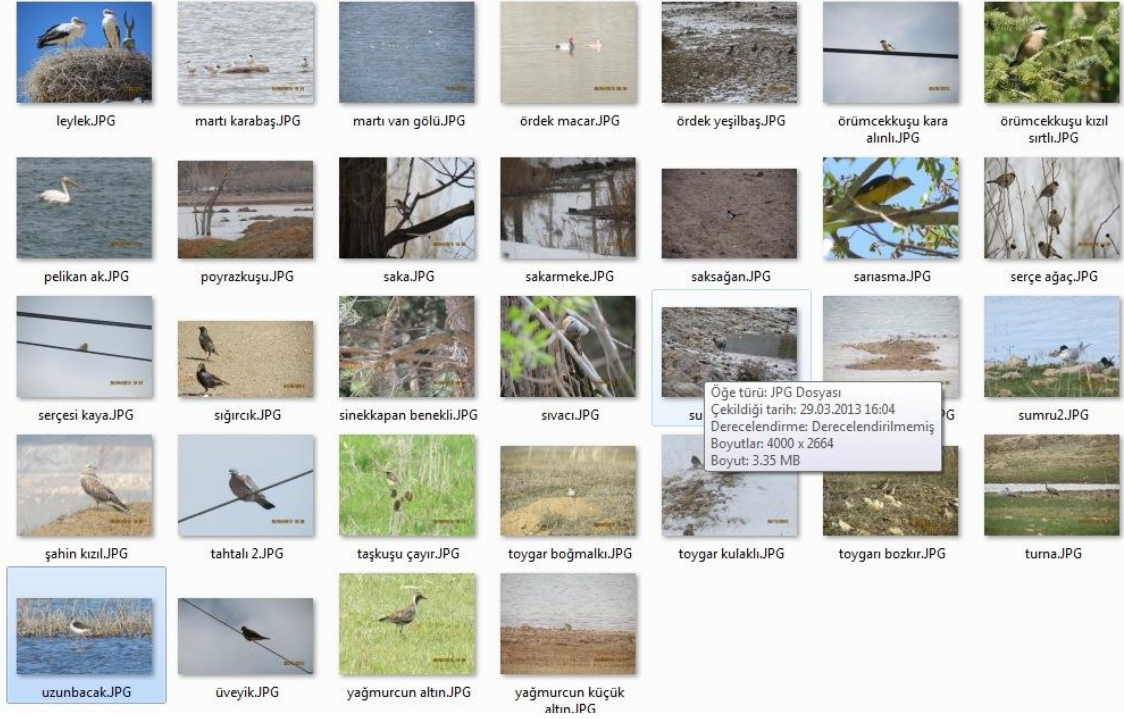 leylek.JPG
martı karabaş.JPG
martı van gölü.JPG
ördek macar.JPG
ördek yeşilbaş.JPG
örümcekkuşu kara
alınlı.JPG
örümcekkuşu kızıl
sırtlı.JPG
pelikan ak.JPG
poyrazkuşu.JPG
saka.JPG
sakarmeke.JPG
saksağan.JPG
sarıasma.JPG
serçe ağaç.JPG
serçesi kaya.JPG
sığırcık.JPG
sinekkapan benekli.JPG
sıvacı.JPG
su
PG
sumru2.JPG
Öğe türü: JPG Dosyası
Çekildiği tarih: 29.03.2013 16:04
Derecelendirme: Derecelendirilmemiş
Boyutlar: 4000 x 2664
Boyut: 3.35 MB
şahin kızıl.JPG
tahtalı 2.JPG
taşkuşu çayır.JPG
toygar boğmalkı.JPG
toygar kulaklı.JPG
toygarı bozkır.JPG
turna.JPG
uzunbacak.JPG
üveyik.JPG
yağmurcun altın.JPG
yağmurcun küçük
altın.JPG